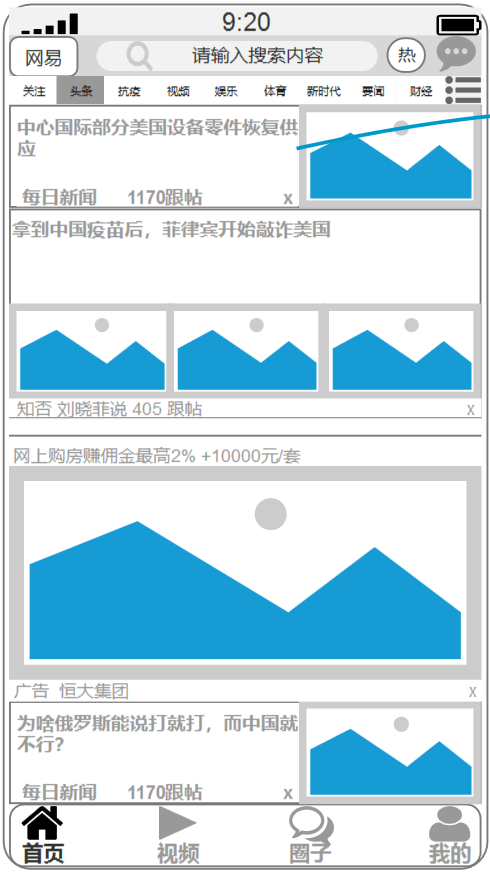 9:20
网易
请输入搜索内容
热
关注 头条 抗疫 视频 娱乐 体育 新时代 要闻 财经
中心国际部分美国设备零件恢复供
应
每日新闻 1170跟帖 x
拿到中国疫苗后，菲律宾开始敲诈美国
知否 刘晓菲说 405 跟帖 x
网上购房赚佣金最高2% +10000元/套
广告 恒大集团 X
为啥俄罗斯能说打就打，而中国就
不行?
每日新闻 1170跟帖 x
首页 视频 圈子 我的